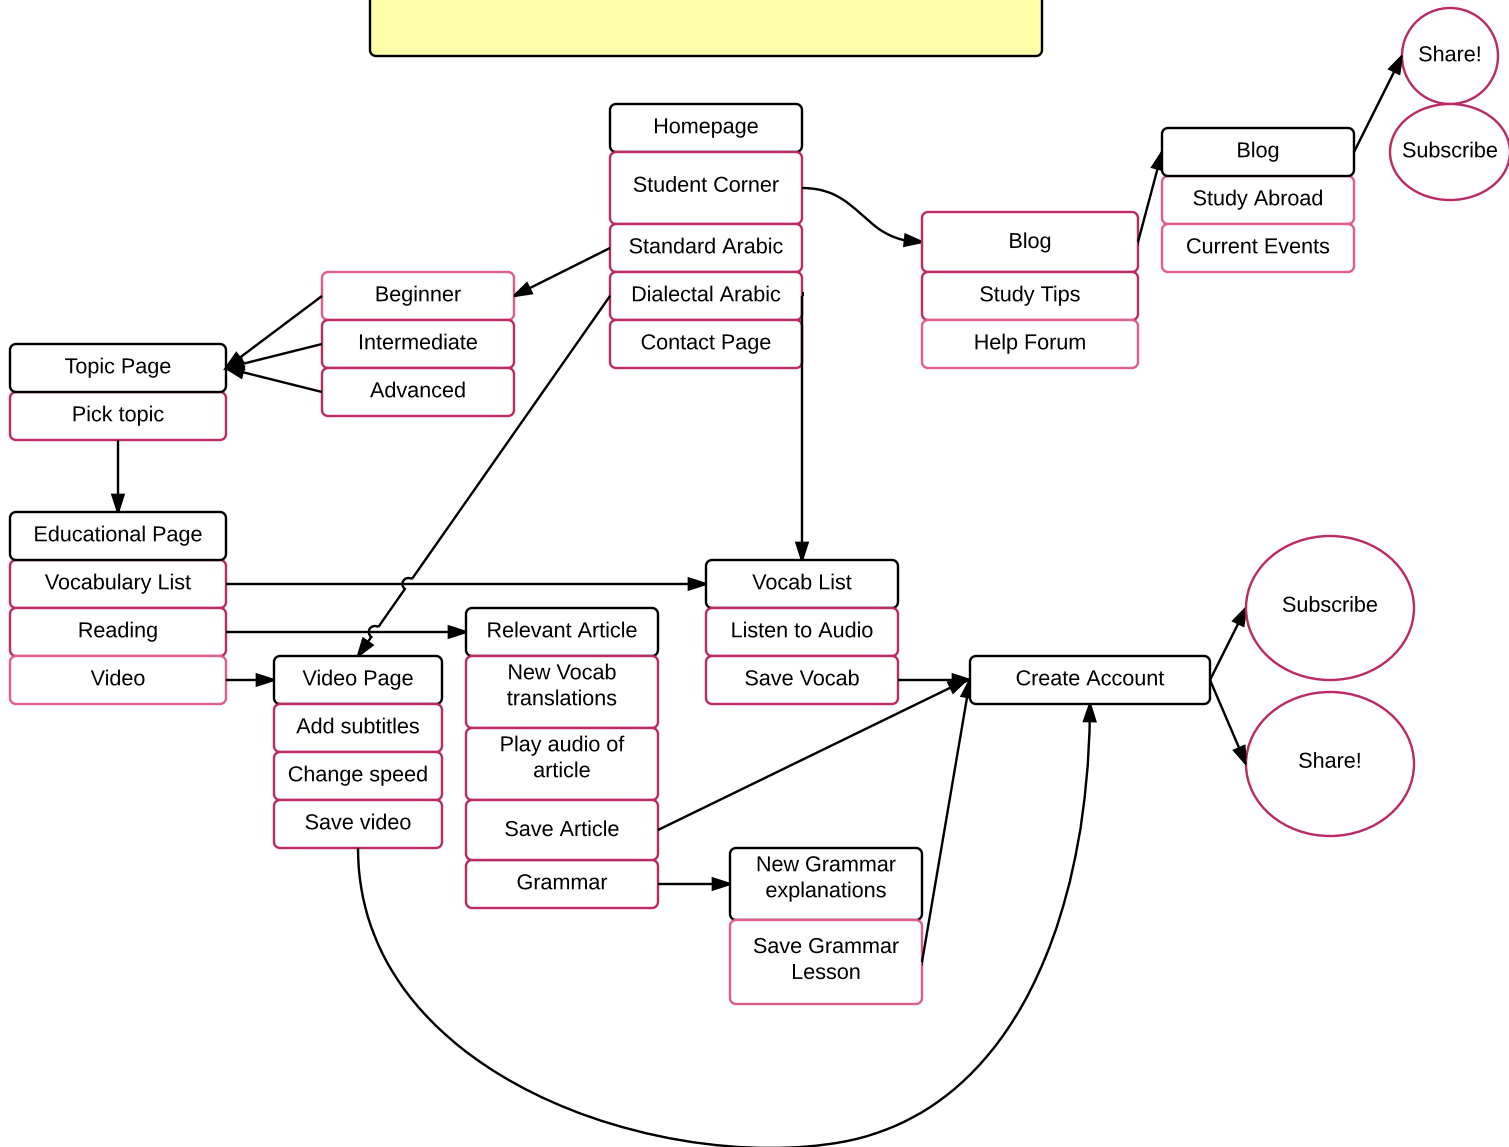 Share!
Subscribe
Homepage
Student Corner
Standard Arabic
Dialectal Arabic
Contact Page
Blog
Study Tips
Help Forum
Blog
Study Abroad
Current Events
Beginner
Intermediate
Advanced
Topic Page
Pick topic
Educational Page
Vocabulary List
Reading
Video
Video Page
Add subtitles
Change speed
Save video
Relevant Article
New Vocab
translations
Play audio of
article
Save Article
Grammar
Vocab List
Listen to Audio
Save Vocab
New Grammar
explanations
Save Grammar
Lesson
Create Account
Subscribe
Share!